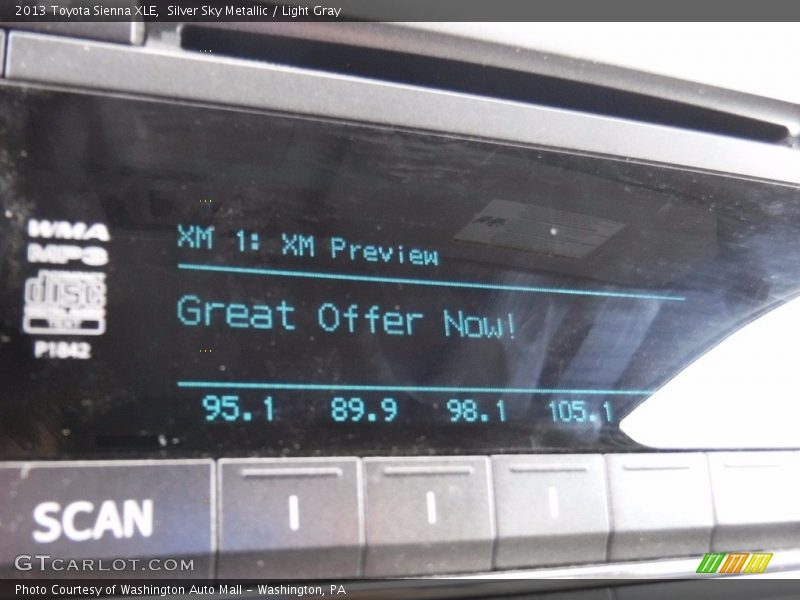 2013 Toyota Sienna XLE, Silver Sky Metallic / Light Gray
WMA
MP3
disc
TEXT
P1842
XM 1: XM Preview
Great Offer Now!
95.1 89.9 98.1 105.1
SCAN
GTCARLOT.COM
Photo Courtesy of Washington Auto Mall - Washington, PA